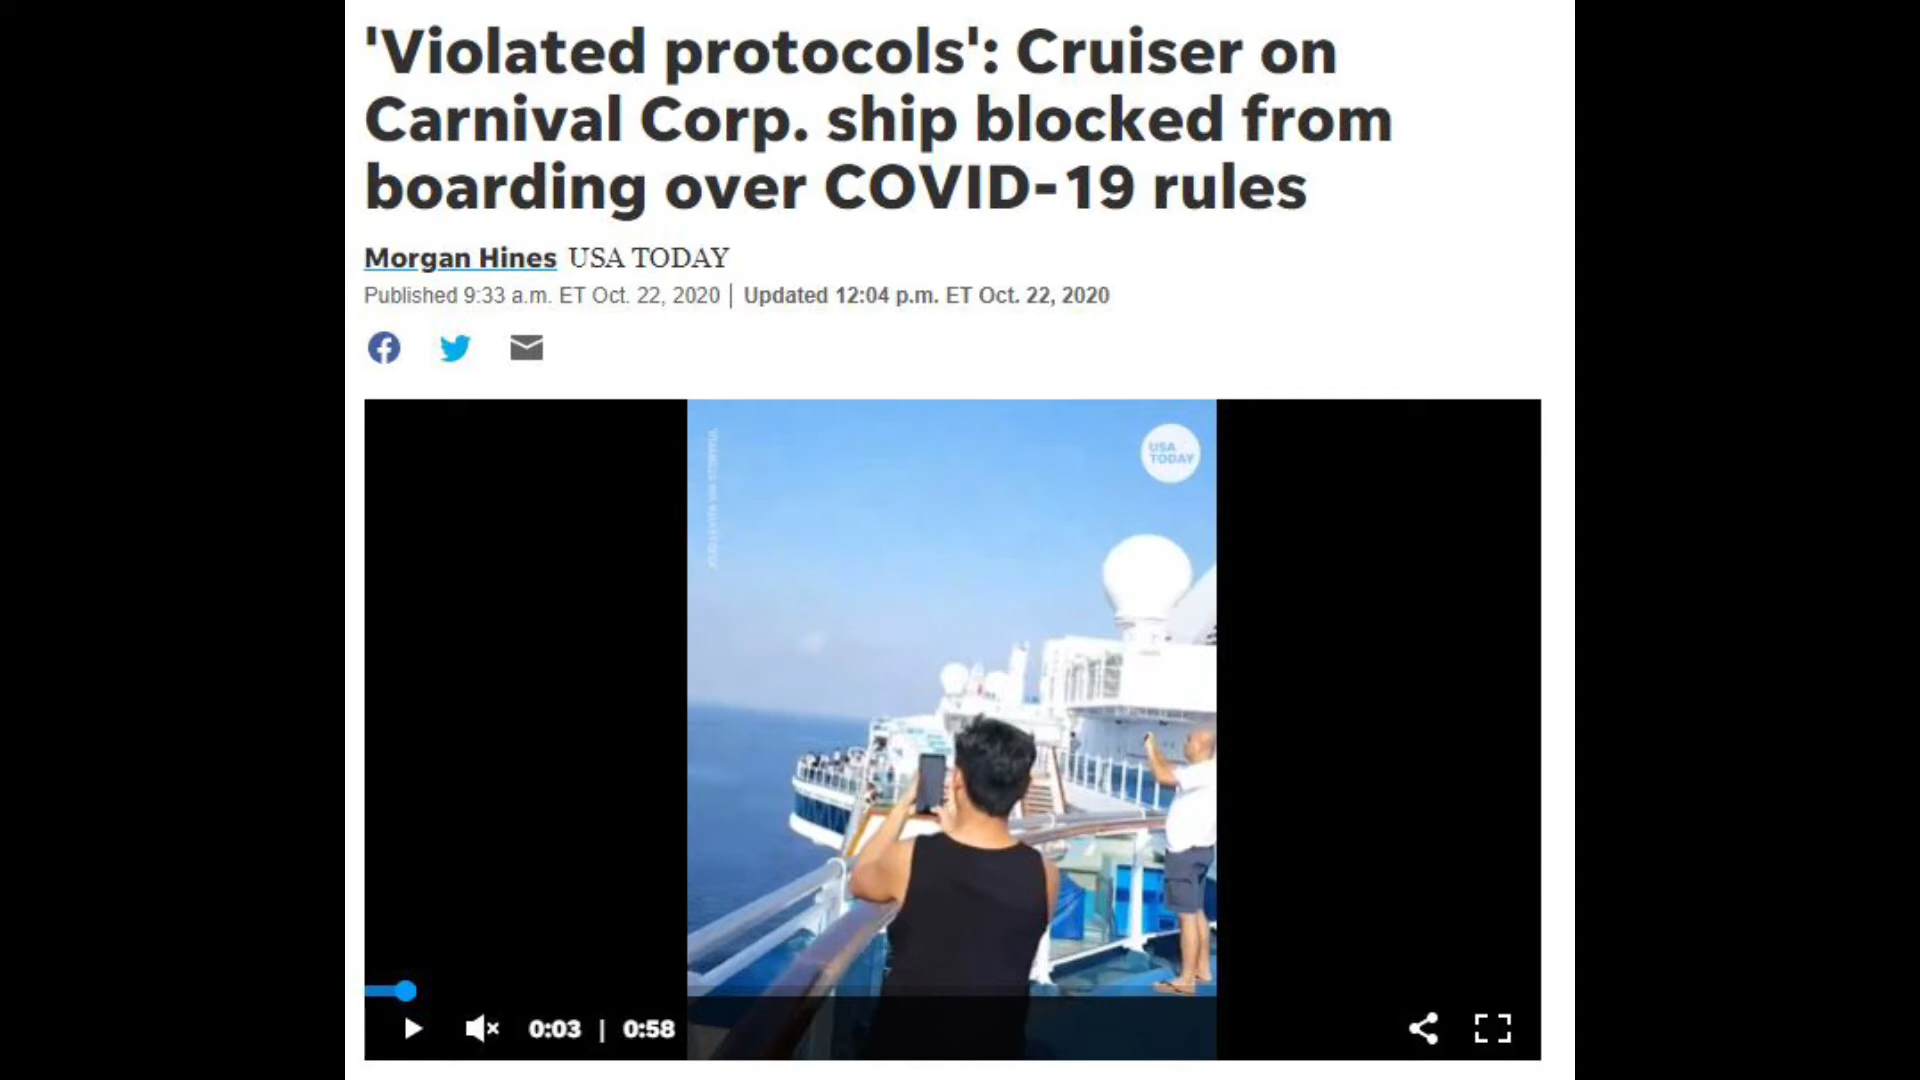 'Violated protocols': Cruiser on
Carnival Corp. ship blocked from
boarding over COVID-19 rules
Morgan Hines USA TODAY
Published 9:33 a.m. ET Oct. 22, 2020 | Updated 12:04 p.m. ET Oct. 22, 2020
USA
TODAY
0:03 | 0:58